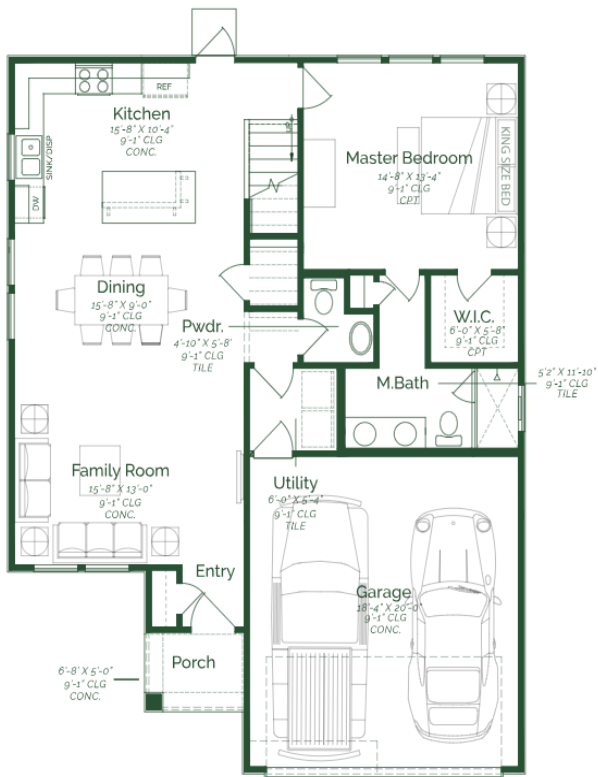 REF
Kitchen
15'-8" X 10'-4"
9'-1" CLG
CONC.
UP
SINK/DISP
DW
Master Bedroom
14'-8" X 13'-4"
9'-1" CLG
CPT.
KING SIZE BED
Dining
15'-8" X 9'-0"
9'-1" CLG
CONC.
Pwdr.
4'-10" X 5'-8"
9'-1" CLG
TILE
W.I.C.
6'-0" X 5'-8"
9'-1" CLG
CPT
M.Bath
5'2" X 11'-10"
9'-1" CLG
TILE
Family Room
15'-8" X 13'-0"
9'-1" CLG
CONC.
Utility
6'-0" X 5'-4"
9'-1" CLG
TILE
Entry
Garage
18'-4" X 20'-0"
9'-1" CLG
CONC.
Porch
6'-8' X 5'-0"
9'-1" CLG
CONC.